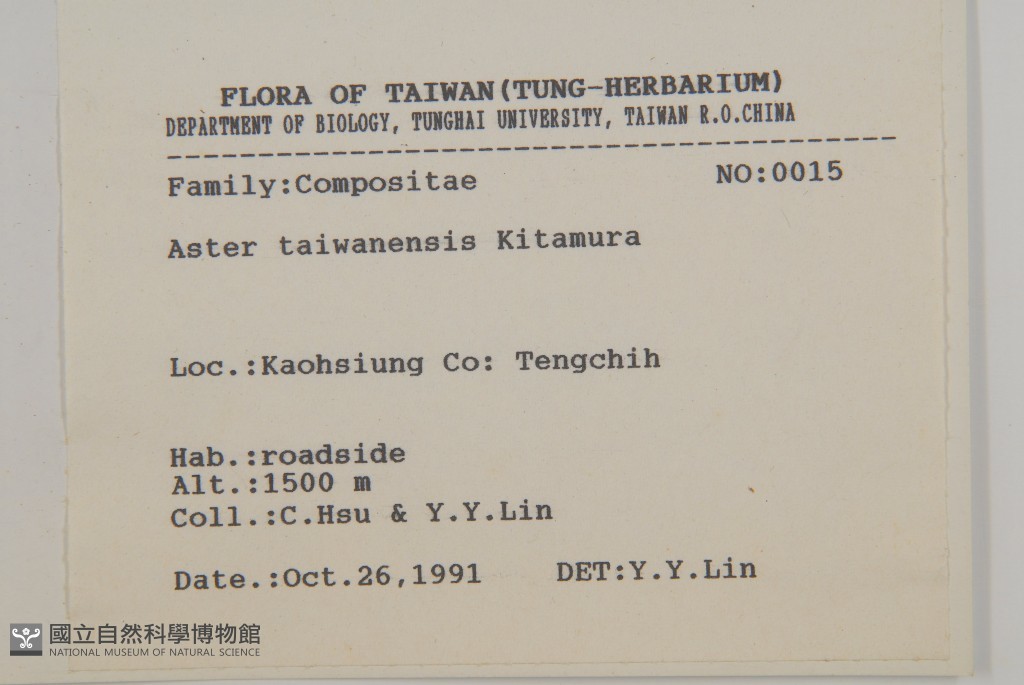 FLORA OF TAIWAN(TUNG-HERBARIUM)
DEPARTMENT OF BIOLOGY, TUNGHAI UNIVERSITY, TAIWAN R.O.CHINA
Family:Compositae NO:0015
Aster taiwanensis Kitamura
Loc.:Kaohsiung Co: Tengchih
Hab.:roadside
Alt.:1500 m
Coll.:C.Hsu & Y.Y.Lin
Date.:Oct.26,1991 DET:Y.Y.Lin
國立自然科學博物館
NATIONAL MUSEUM OF NATURAL SCIENCE